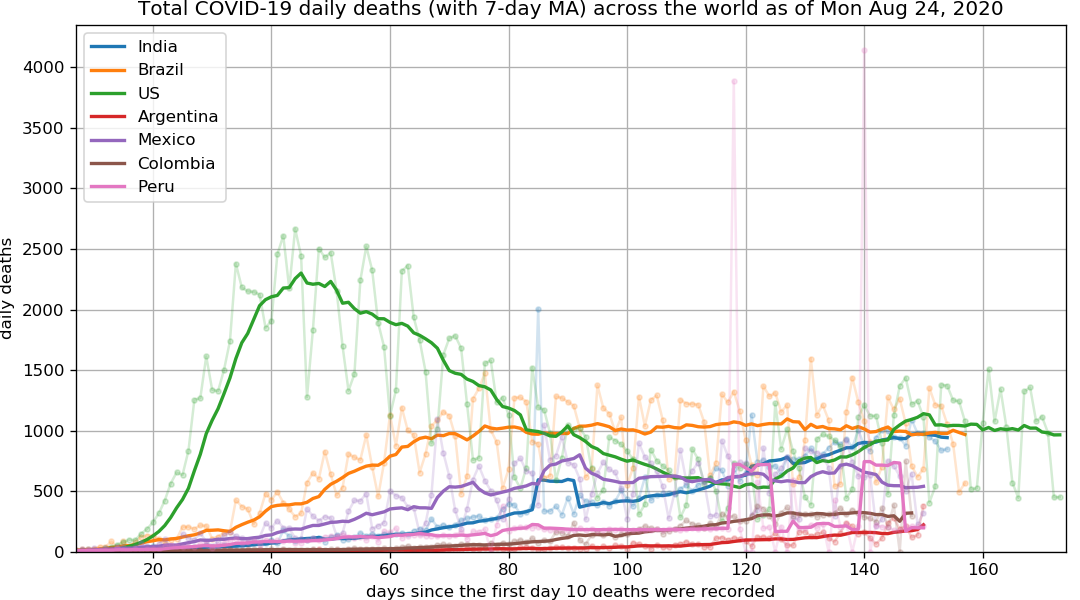 Total COVID-19 daily deaths (with 7-day MA) across the world as of Mon Aug 24, 2020
India
Brazil
US
Argentina
Mexico
Colombia
Peru
daily deaths
4000
3500
3000
2500
2000
1500
1000
500
0
20 40 60 80 100 120 140 160
days since the first day 10 deaths were recorded